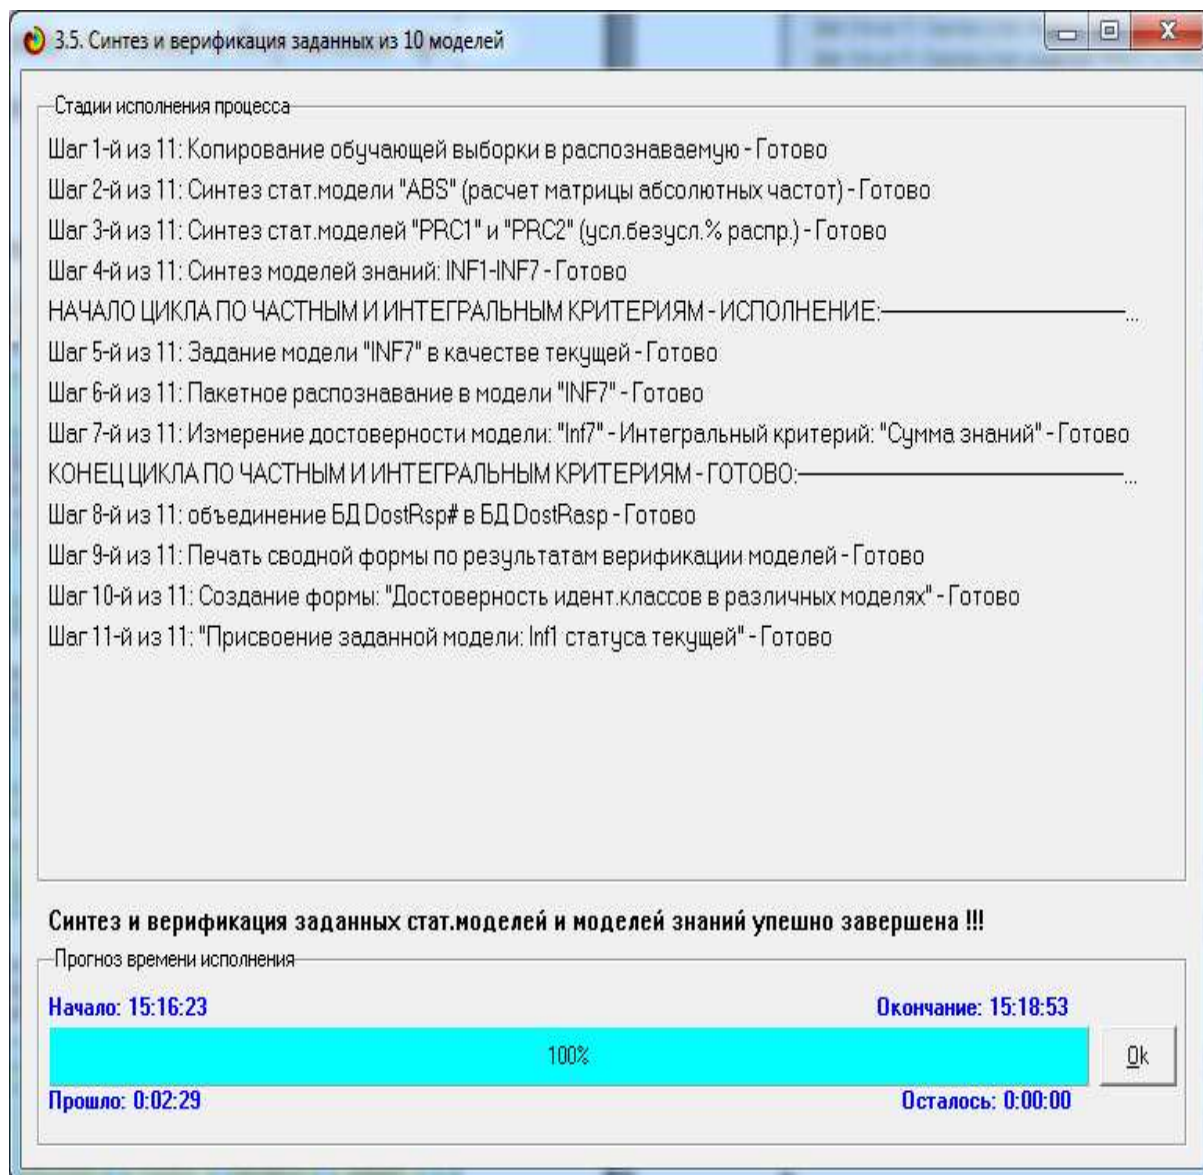 3.5. Синтез и верификация заданных из 10 моделей
Стадии исполнения процесса
Шаг 1-й из 11: Копирование обучающей выборки в распознаваемую - Готово
Шаг 2-й из 11: Синтез стат.модели "ABS" (расчет матрицы абсолютных частот) - Готово
Шаг 3-й из 11: Синтез стат.моделей "PRC1" и "PRC2" (усл.безусл.% распр.) - Готово
Шаг 4-й из 11: Синтез моделей знаний: INF1-INF7 - Готово
НАЧАЛО ЦИКЛА ПО ЧАСТНЫМ И ИНТЕГРАЛЬНЫМ КРИТЕРИЯМ - ИСПОЛНЕНИЕ:————————...
Шаг 5-й из 11: Задание модели "INF7" в качестве текущей - Готово
Шаг 6-й из 11: Пакетное распознавание в модели "INF7" - Готово
Шаг 7-й из 11: Измерение достоверности модели: "Inf7" - Интегральный критерий: "Сумма знаний" - Готово
КОНЕЦ ЦИКЛА ПО ЧАСТНЫМ И ИНТЕГРАЛЬНЫМ КРИТЕРИЯМ - ГОТОВО:————————...
Шаг 8-й из 11: объединение БД DostRsp# в БД DostRasp - Готово
Шаг 9-й из 11: Печать сводной формы по результатам верификации моделей - Готово
Шаг 10-й из 11: Создание формы: "Достоверность идент.классов в различных моделях" - Готово
Шаг 11-й из 11: "Присвоение заданной модели: Inf1 статуса текущей" - Готово
Синтез и верификация заданных стат.моделей и моделей знаний упешно завершена !!!
Прогноз времени исполнения
Начало: 15:16:23 Окончание: 15:18:53
100% Ok
Прошло: 0:02:29 Осталось: 0:00:00